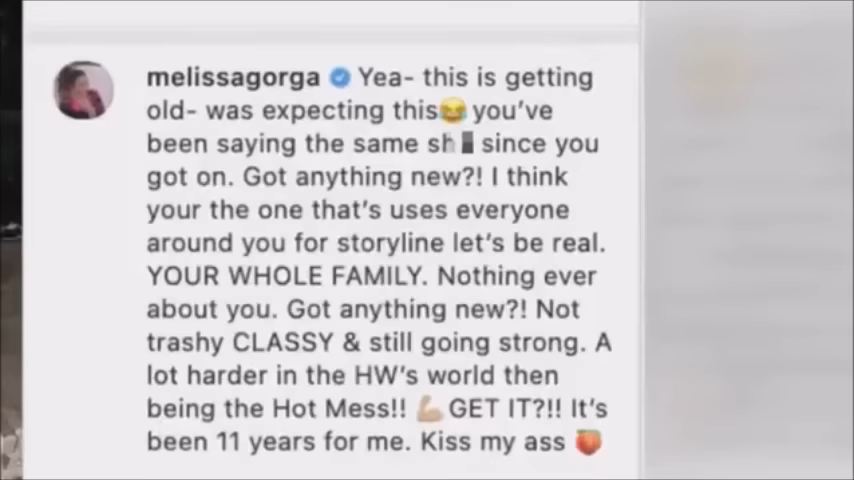 melissagorga Yea- this is getting
old- was expecting this😂 you've
been saying the same sh since you
got on. Got anything new?! I think
your the one that's uses everyone
around you for storyline let's be real.
YOUR WHOLE FAMILY. Nothing ever
about you. Got anything new?! Not
trashy CLASSY & still going strong. A
lot harder in the HW's world then
being the Hot Mess!! 💪🏼 GET IT?!! It's
been 11 years for me. Kiss my ass 🍑